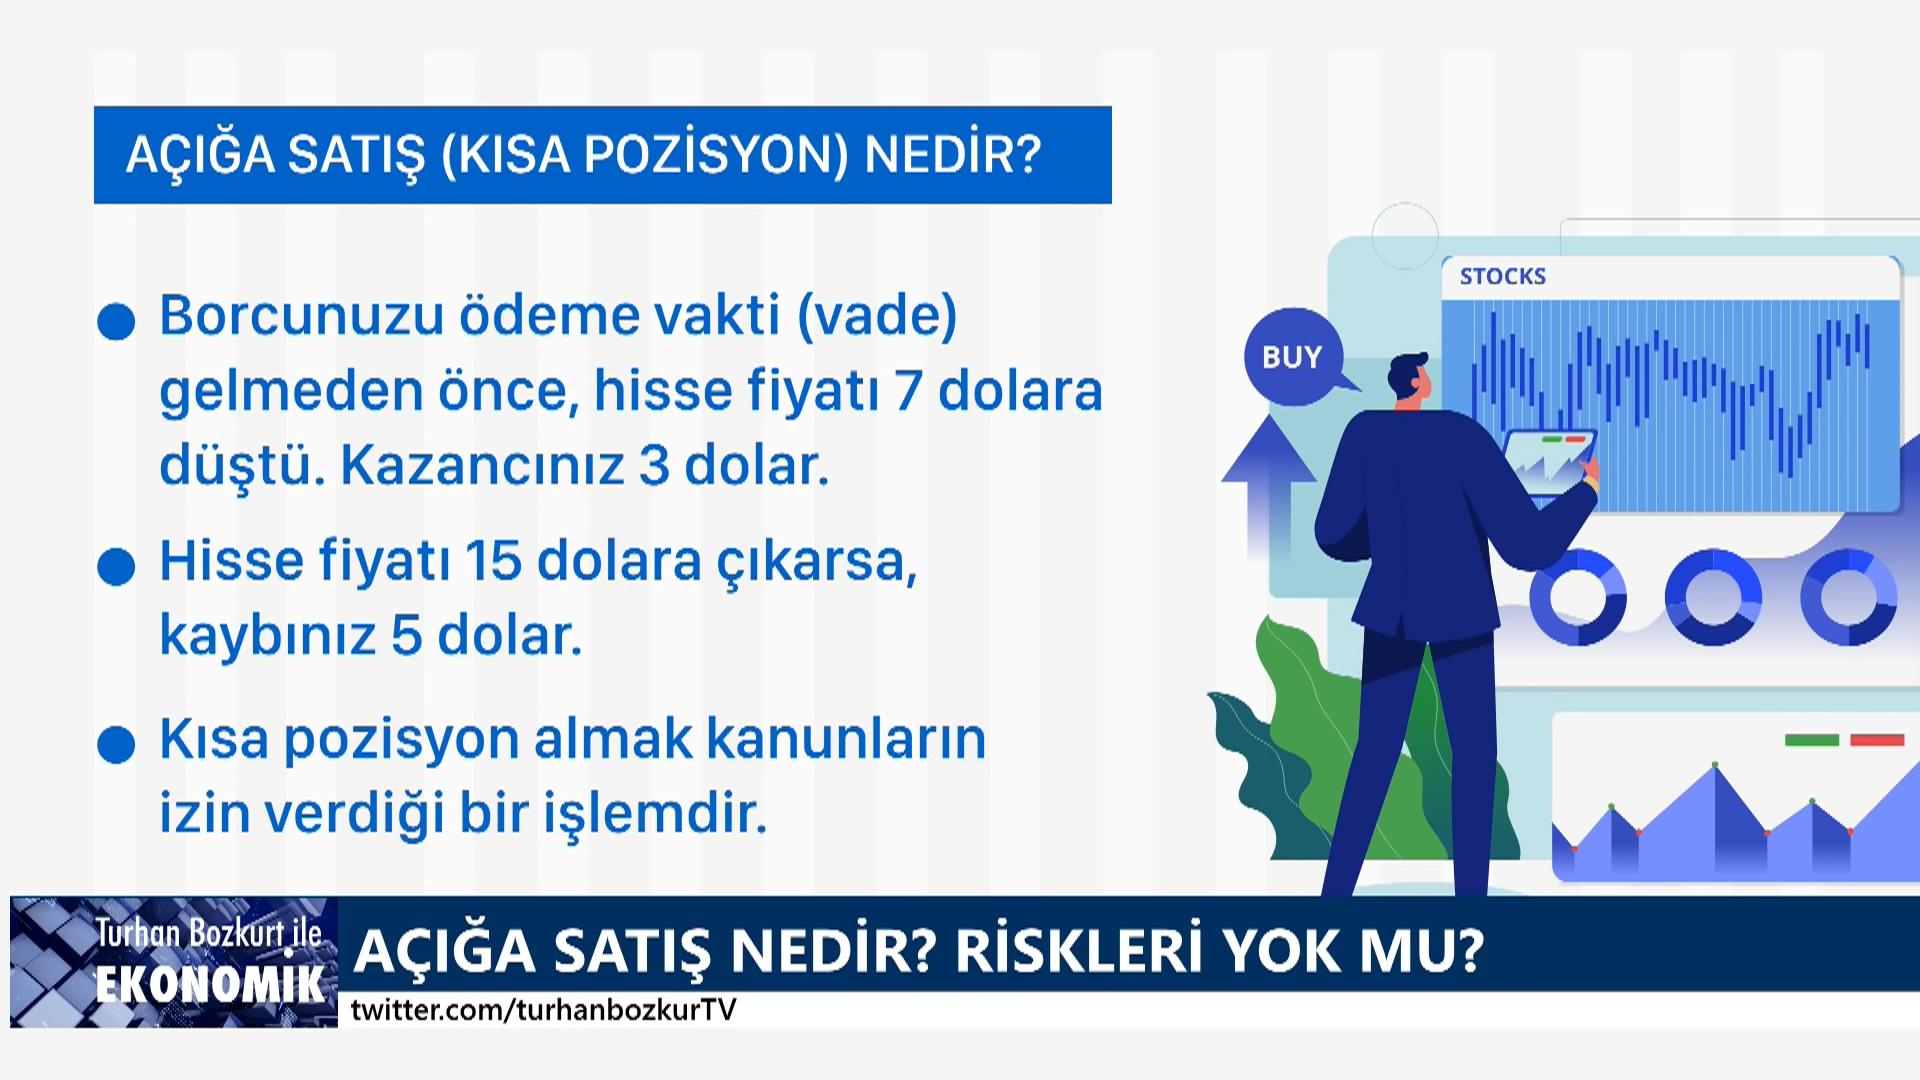 AÇIĞA SATIŞ (KISA POZİSYON) NEDİR?
● Borcunuzu ödeme vakti (vade)
gelmeden önce, hisse fiyatı 7 dolara
düştü. Kazancınız 3 dolar.
● Hisse fiyatı 15 dolara çıkarsa,
kaybınız 5 dolar.
● Kısa pozisyon almak kanunların
izin verdiği bir işlemdir.
STOCKS
BUY
Turhan Bozkurt ile
EKONOMİK
AÇIĞA SATIŞ NEDİR? RİSKLERİ YOK MU?
twitter.com/turhanbozkurTV